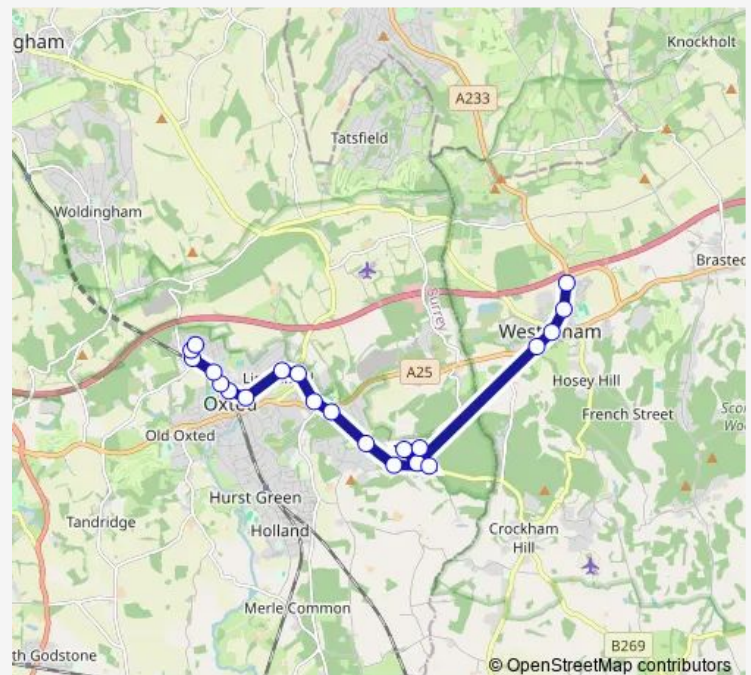 gham
Knockholt
A233
Tatsfield
Woldingham
Brasted
Surrey
Westerham
A25
Hosey Hill
Oxted
French Street
Old Oxted
Hurst Green
Tandridge
Holland
Crockham
Hill
Merle Common
B269
th Godstone
© OpenStreetMap contributors